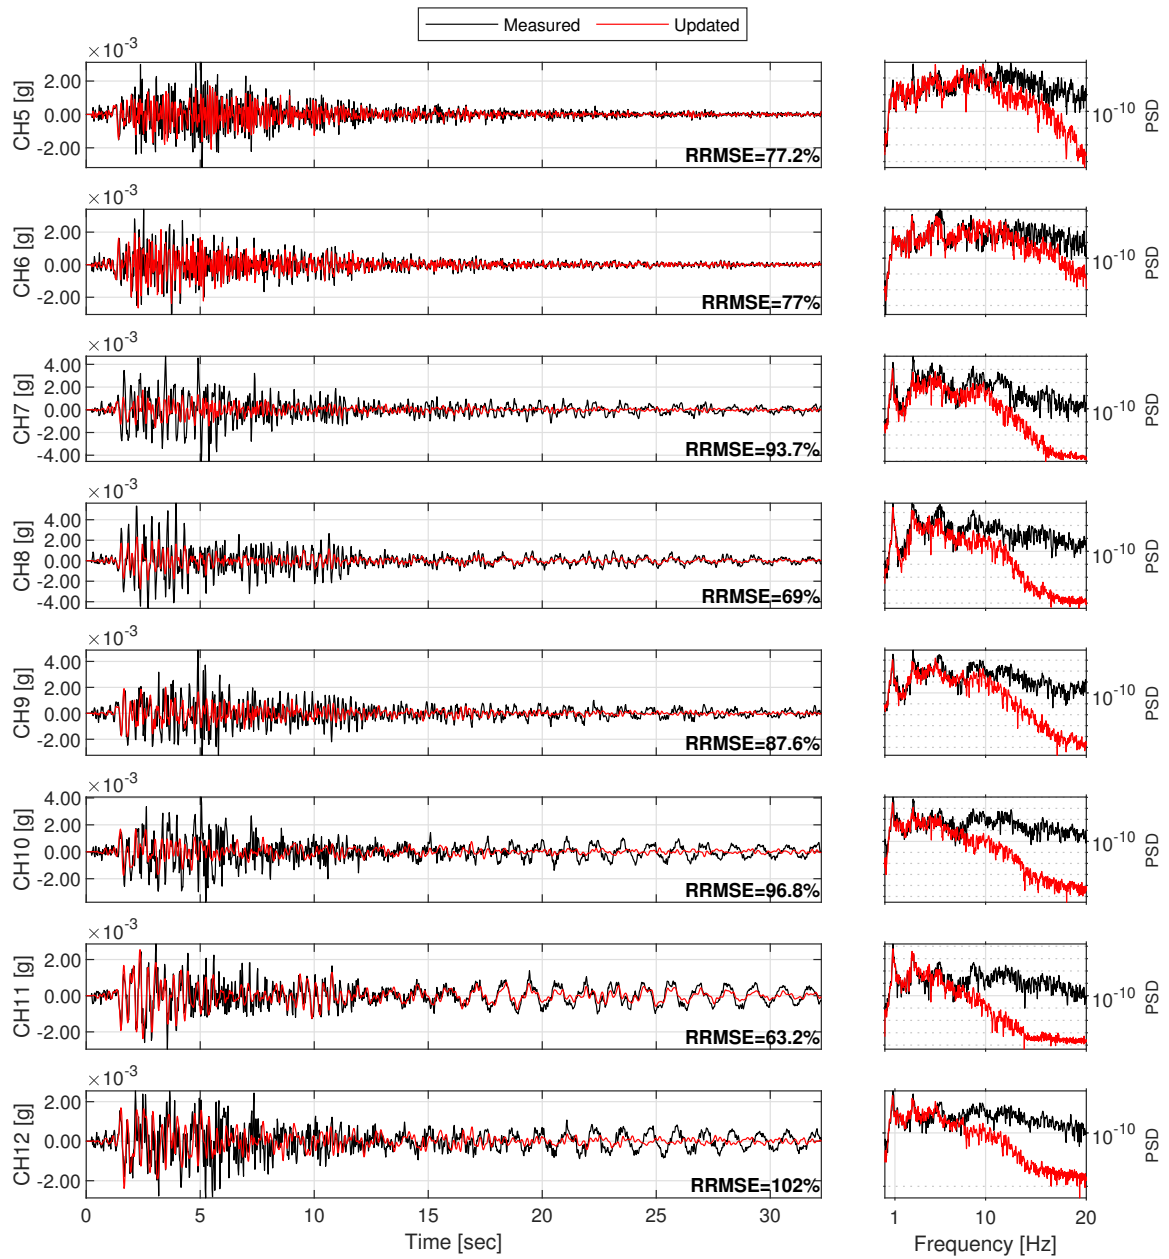 Measured Updated
×10⁻³
CH5 [g]
2.00
0.00
-2.00
RRMSE=77.2%
10⁻¹⁰
PSD
×10⁻³
CH6 [g]
2.00
0.00
-2.00
RRMSE=77%
10⁻¹⁰
PSD
×10⁻³
CH7 [g]
4.00
2.00
0.00
-2.00
-4.00
RRMSE=93.7%
10⁻¹⁰
PSD
×10⁻³
CH8 [g]
4.00
2.00
0.00
-2.00
-4.00
RRMSE=69%
10⁻¹⁰
PSD
×10⁻³
CH9 [g]
4.00
2.00
0.00
-2.00
RRMSE=87.6%
10⁻¹⁰
PSD
×10⁻³
CH10 [g]
4.00
2.00
0.00
-2.00
RRMSE=96.8%
10⁻¹⁰
PSD
×10⁻³
CH11 [g]
2.00
0.00
-2.00
RRMSE=63.2%
10⁻¹⁰
PSD
×10⁻³
CH12 [g]
2.00
0.00
-2.00
RRMSE=102%
10⁻¹⁰
PSD
0 5 10 15 20 25 30
Time [sec]
1 10 20
Frequency [Hz]